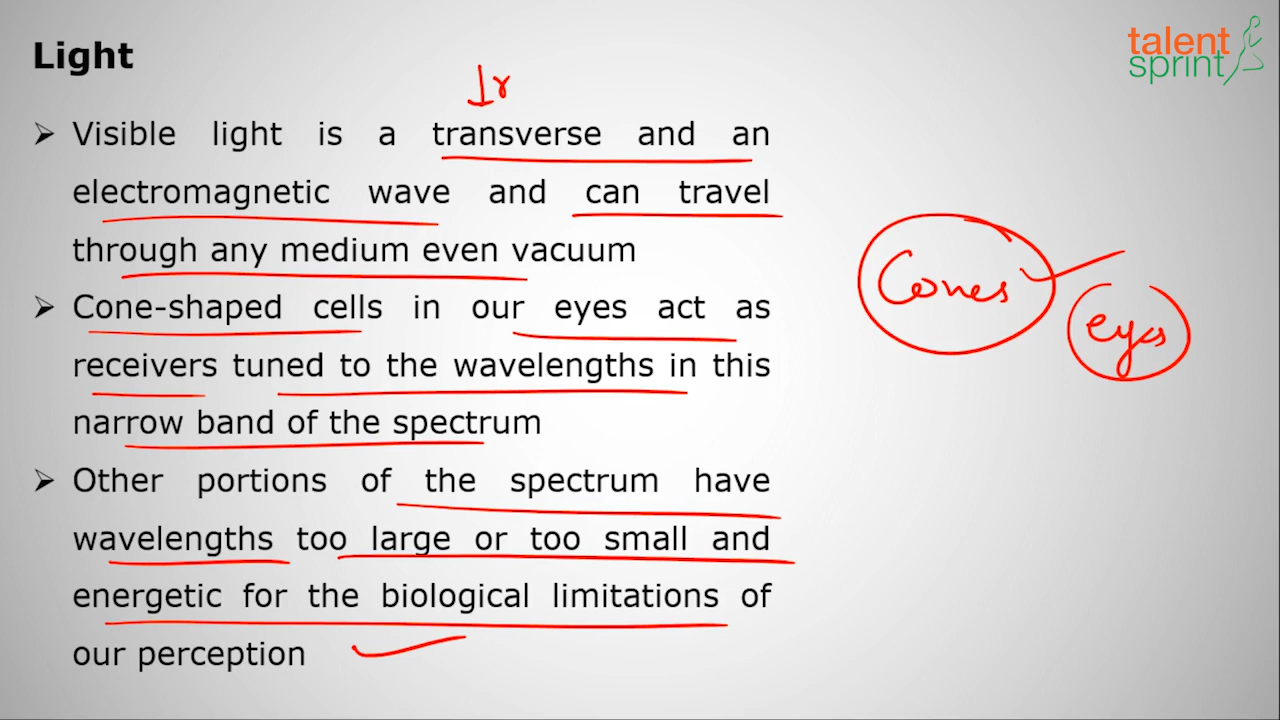 Light
talent
sprint
➤ Visible light is a transverse and an
electromagnetic wave and can travel
through any medium even vacuum
➤ Cone-shaped cells in our eyes act as
receivers tuned to the wavelengths in this
narrow band of the spectrum
➤ Other portions of the spectrum have
wavelengths too large or too small and
energetic for the biological limitations of
our perception
Cones
eyes